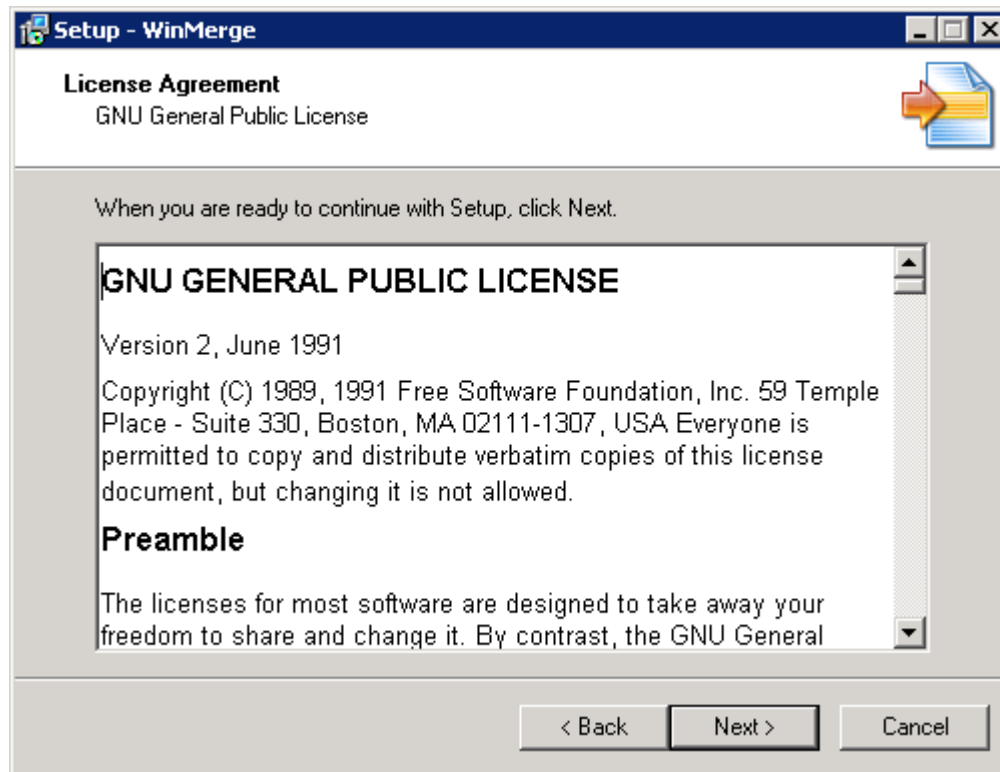 Setup - WinMerge
License Agreement
GNU General Public License
When you are ready to continue with Setup, click Next.
GNU GENERAL PUBLIC LICENSE
Version 2, June 1991
Copyright (C) 1989, 1991 Free Software Foundation, Inc. 59 Temple
Place - Suite 330, Boston, MA 02111-1307, USA Everyone is
permitted to copy and distribute verbatim copies of this license
document, but changing it is not allowed.
Preamble
The licenses for most software are designed to take away your
freedom to share and change it. By contrast, the GNU General
< Back
Next >
Cancel